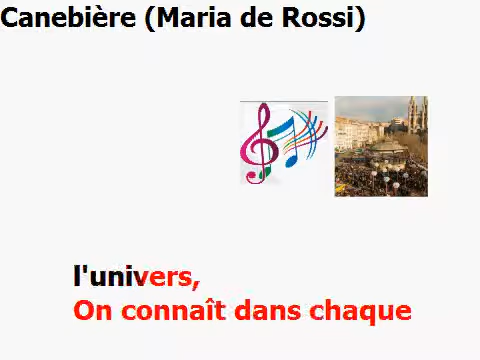 Canebière (Maria de Rossi)
l'univers,
On connaît dans chaque